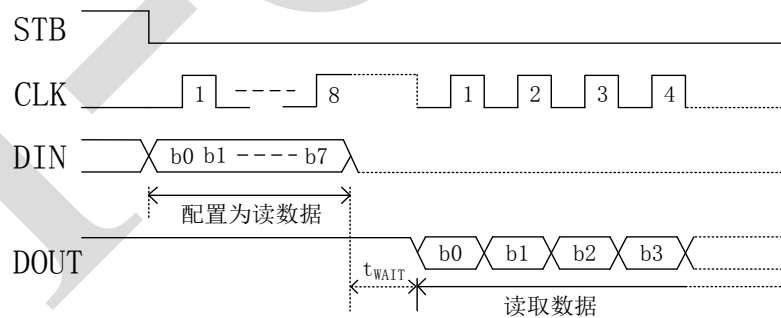 STB
CLK 1 ---- 8 1 2 3 4
DIN b0 b1 ---- b7
配置为读数据
DOUT b0 b1 b2 b3
tWAIT
读取数据